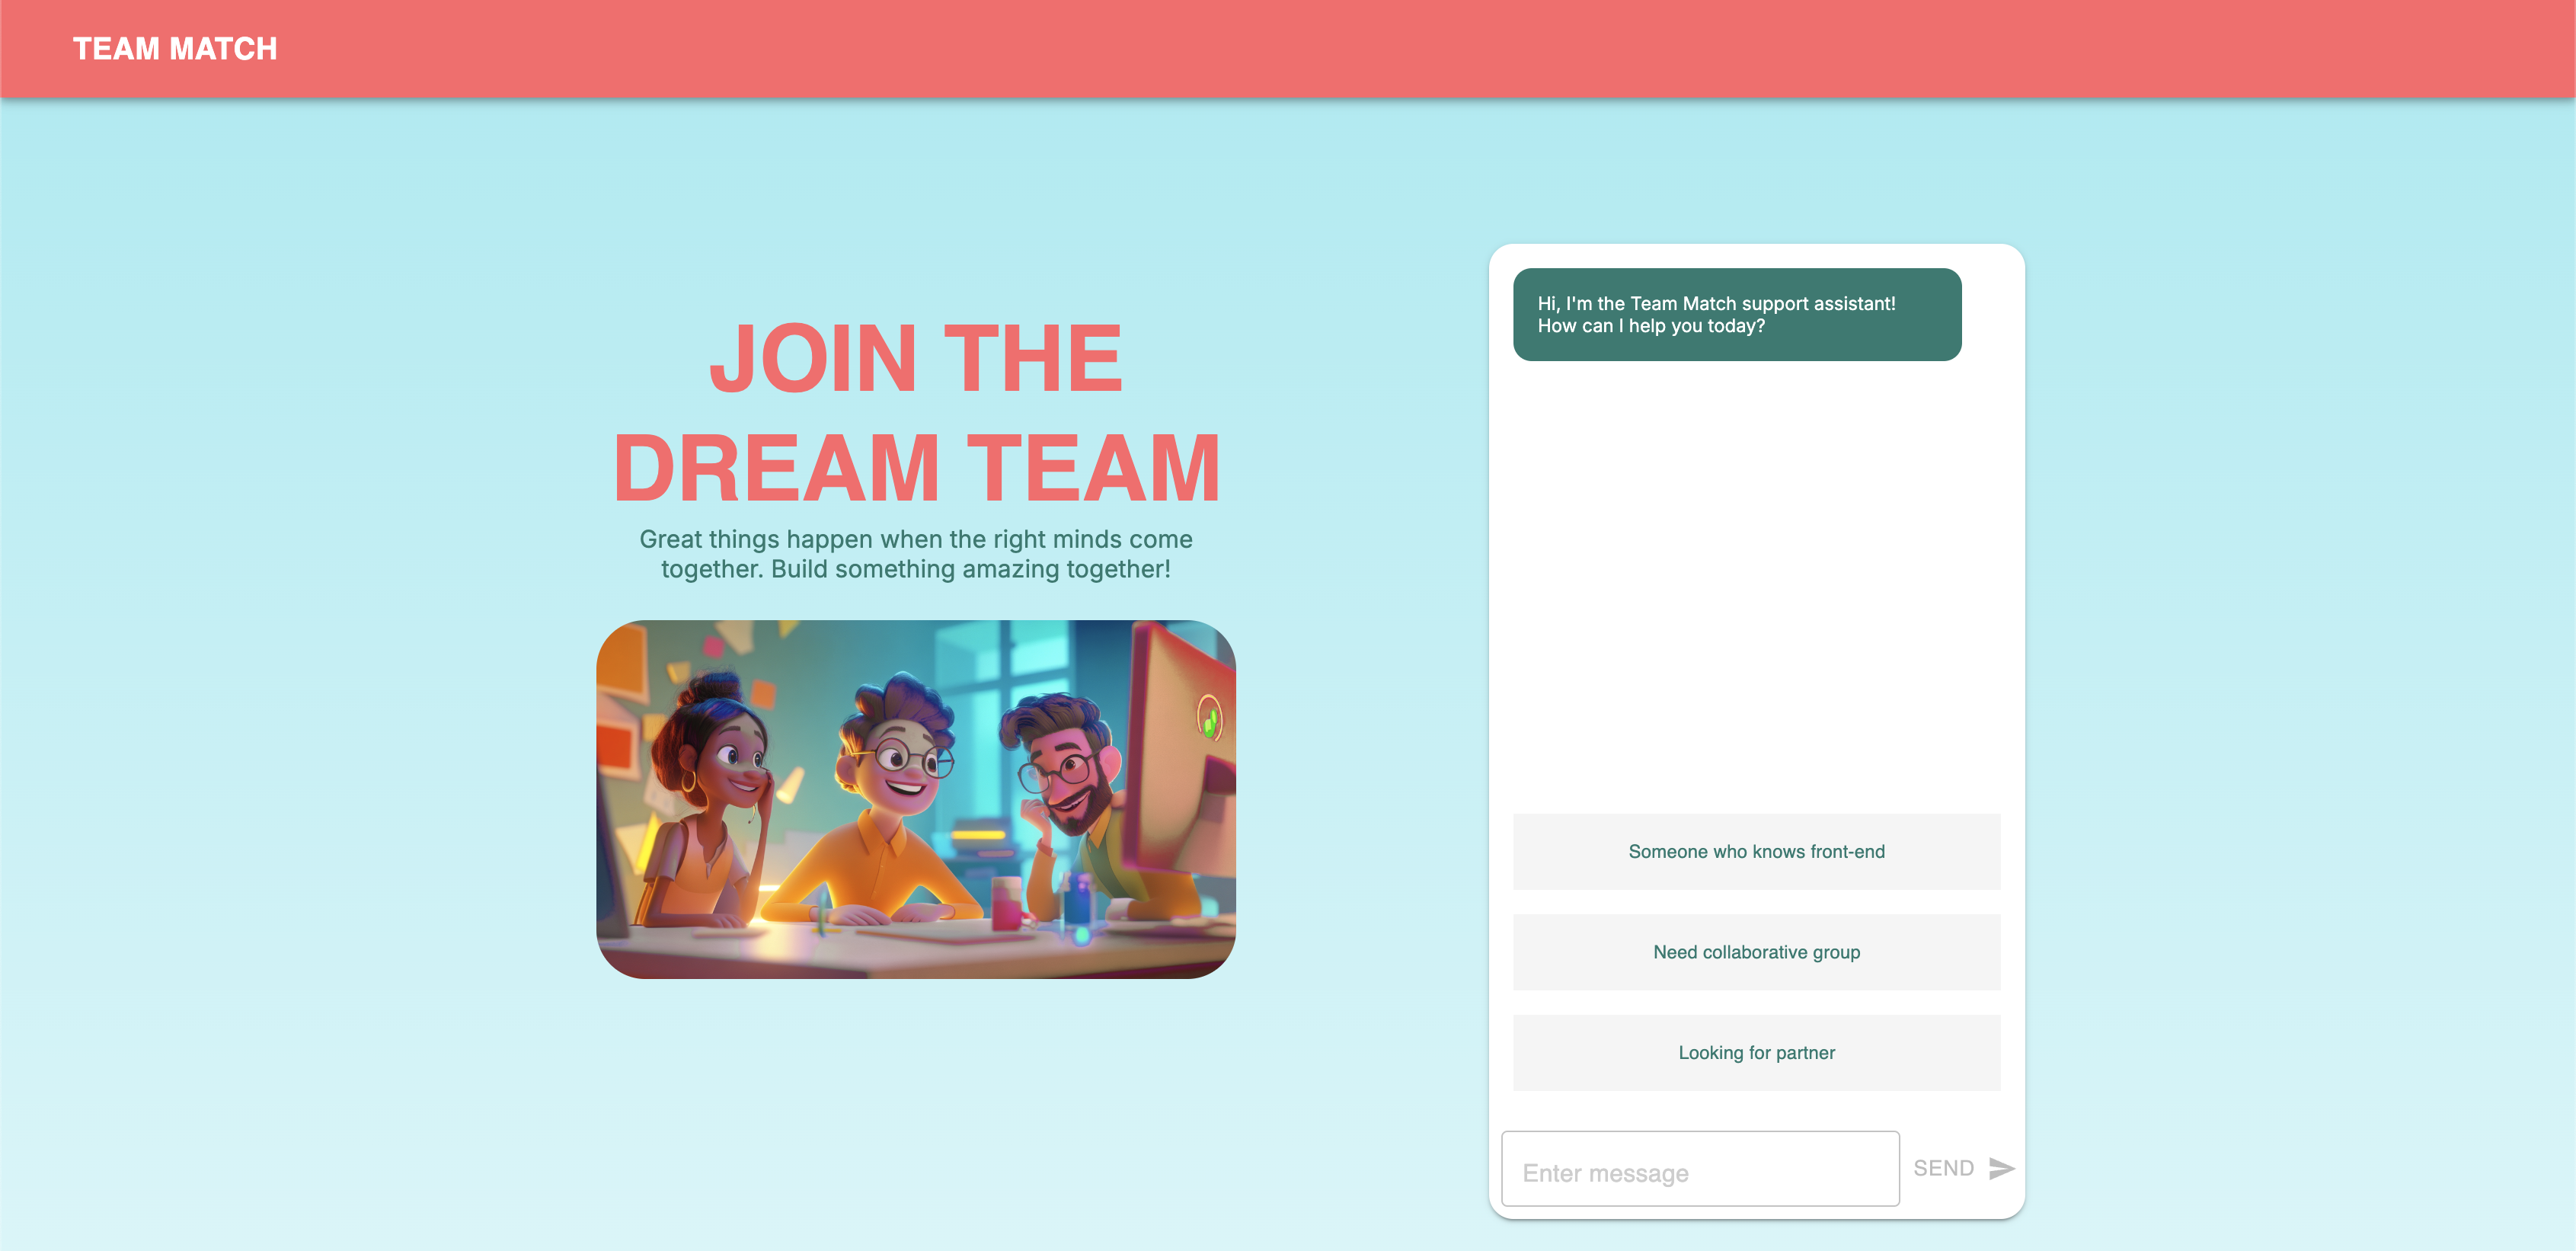 TEAM MATCH
JOIN THE
DREAM TEAM
Great things happen when the right minds come
together. Build something amazing together!
Hi, I'm the Team Match support assistant!
How can I help you today?
Someone who knows front-end
Need collaborative group
Looking for partner
Enter message
SEND